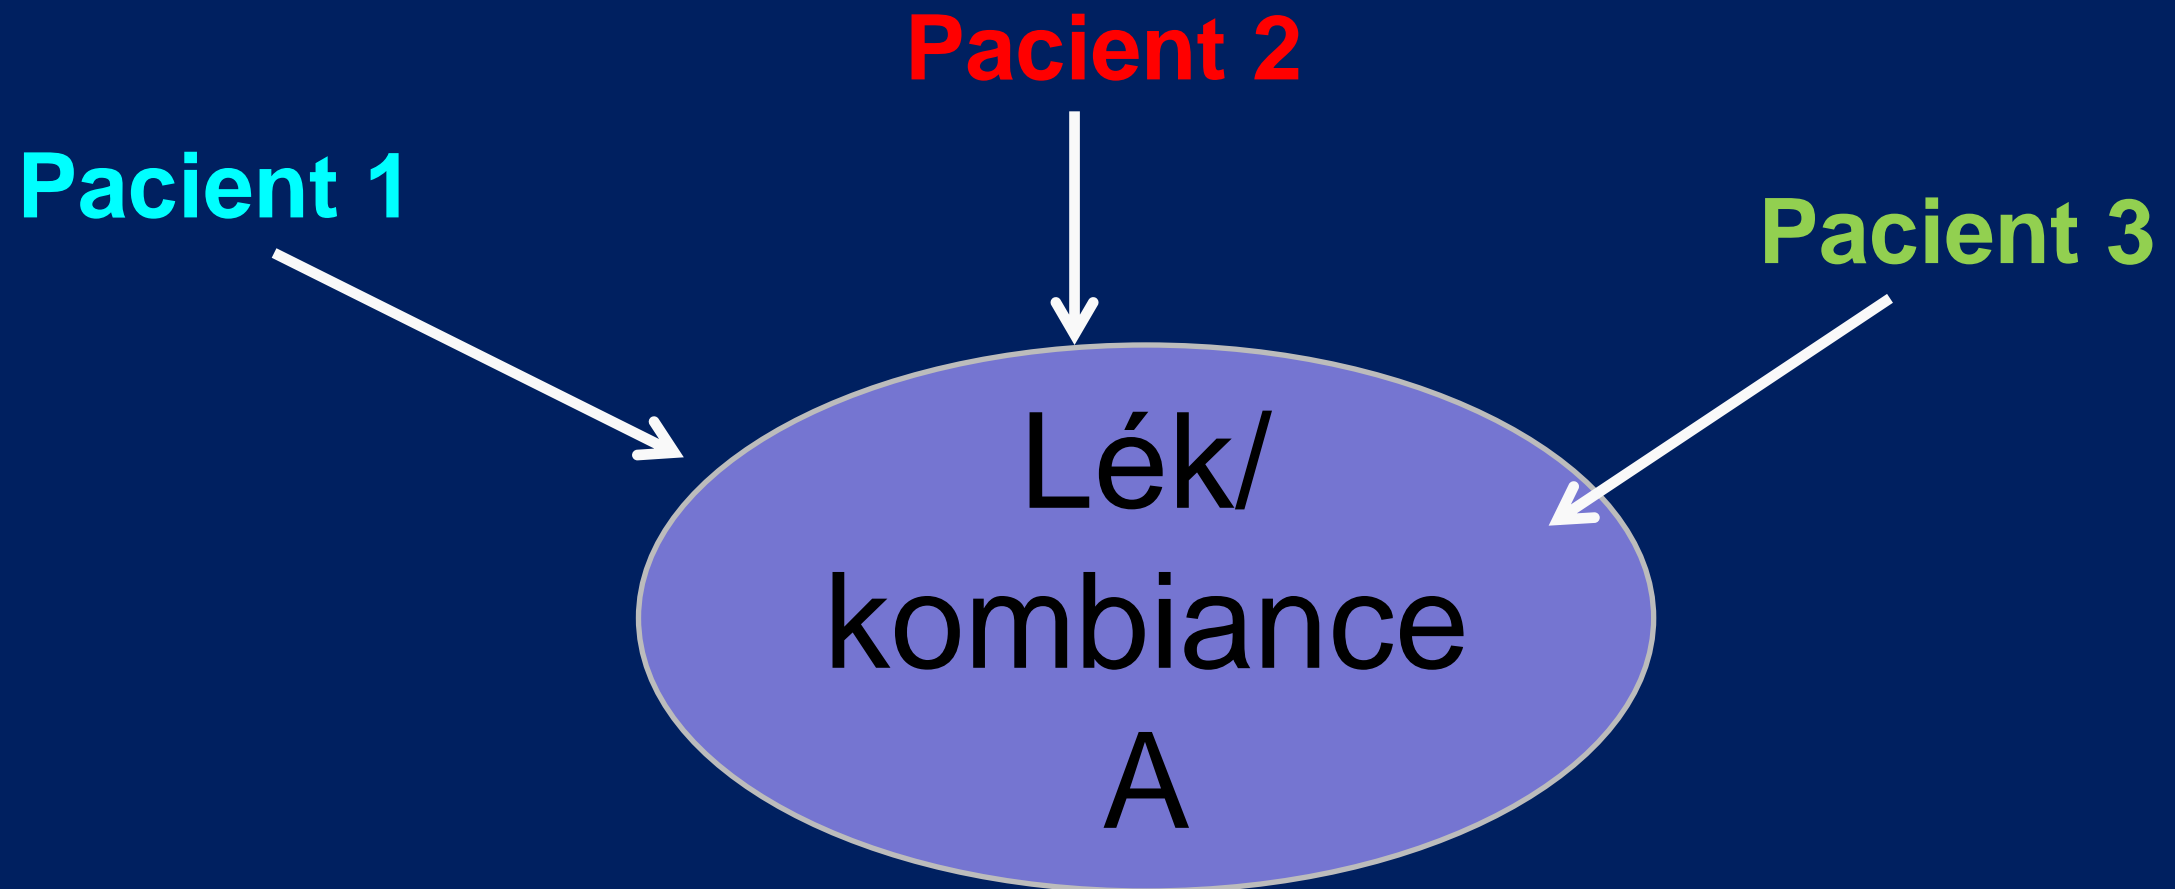 Pacient 2
Pacient 1
Pacient 3
Lék/
kombiance
A